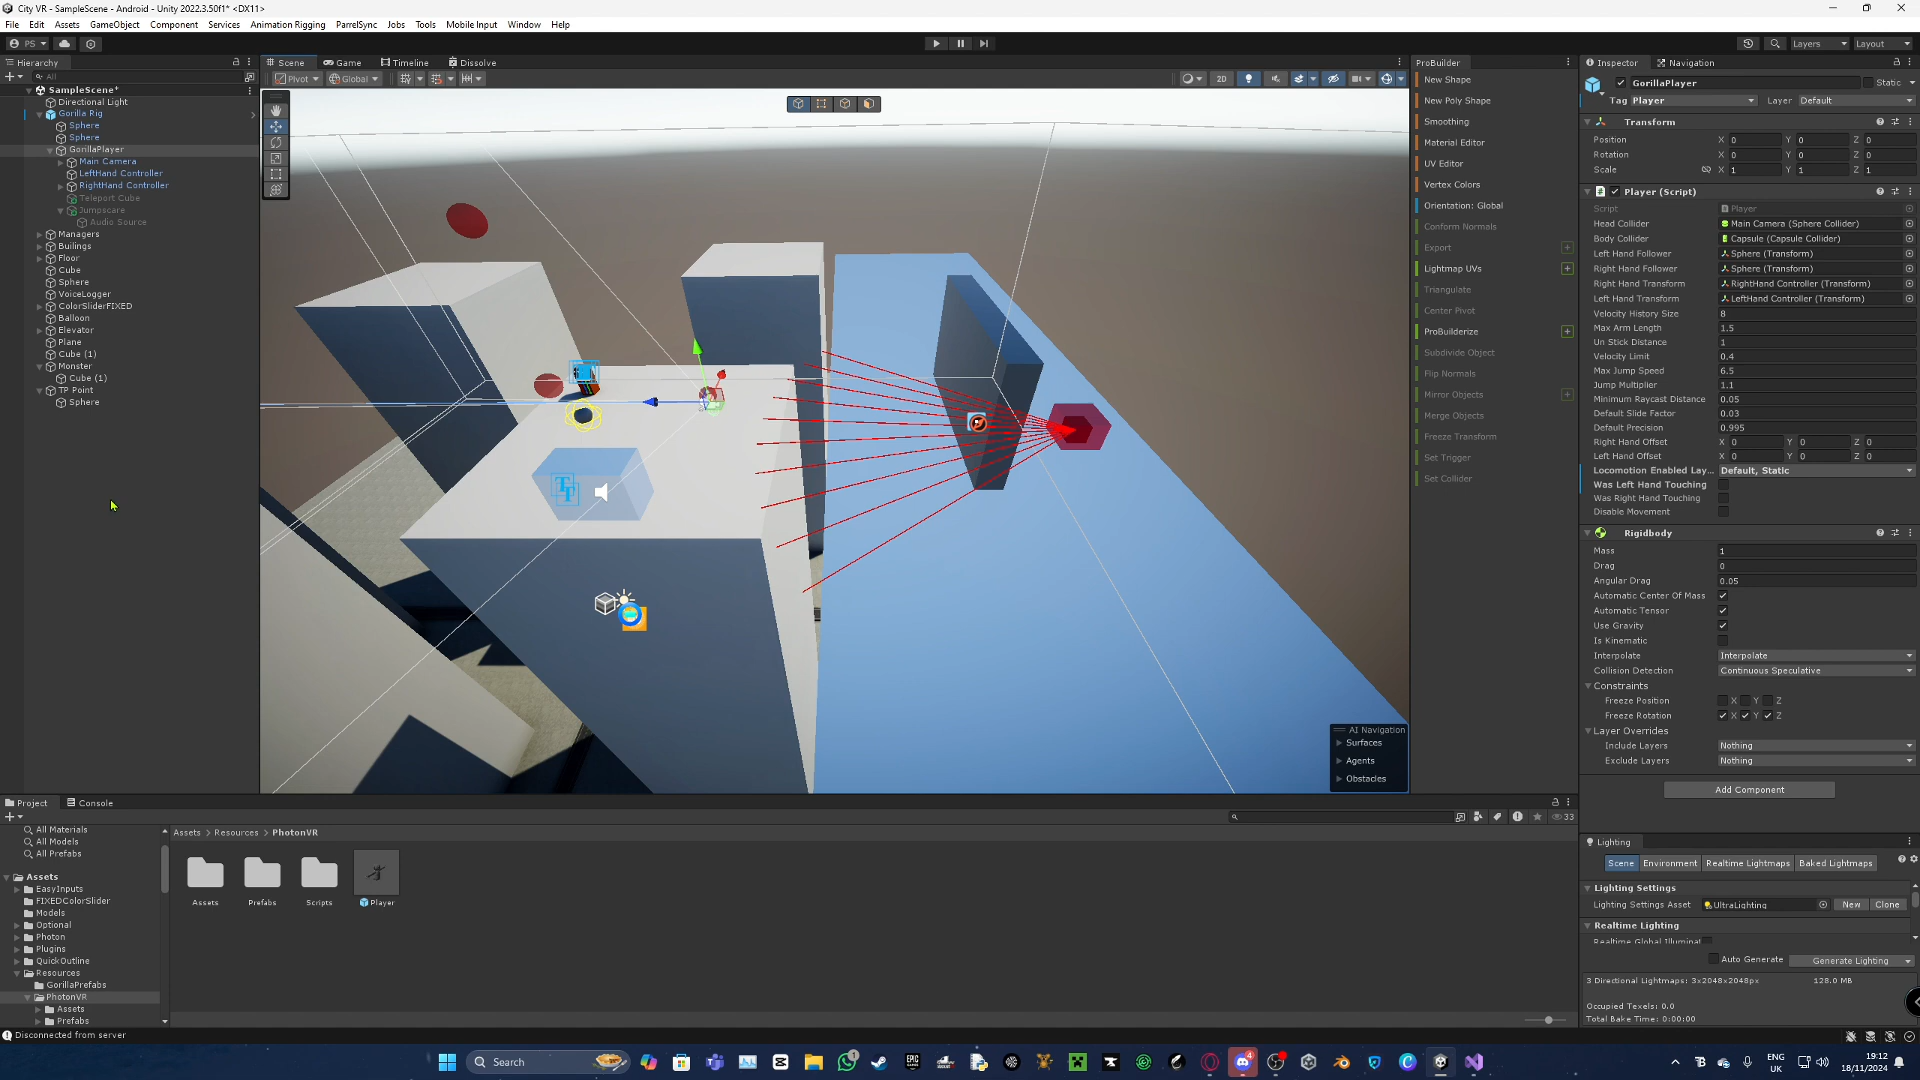 City VR - SampleScene - Android - Unity 2022.3.50f1* <DX11>
File Edit Assets GameObject Component Services Animation Rigging ParrelSync Jobs Tools Mobile Input Window Help
PS Layers Layout
Hierarchy
All
SampleScene*
Directional Light
Gorilla Rig
Sphere
Sphere
GorillaPlayer
Main Camera
LeftHand Controller
RightHand Controller
Teleport Cube
Jumpscare
Audio Source
Managers
Builings
Floor
Cube
Sphere
VoiceLogger
ColorSliderFIXED
Balloon
Elevator
Plane
Cube (1)
Monster
Cube (1)
TP Point
Sphere
Scene Game Timeline Dissolve
Pivot Global 2D
AI Navigation
Surfaces
Agents
Obstacles
ProBuilder
New Shape
New Poly Shape
Smoothing
Material Editor
UV Editor
Vertex Colors
Orientation: Global
Conform Normals
Export
Lightmap UVs
Triangulate
Center Pivot
ProBuilderize
Subdivide Object
Flip Normals
Mirror Objects
Merge Objects
Freeze Transform
Set Trigger
Set Collider
Inspector Navigation
GorillaPlayer Static
Tag Player Layer Default
Transform
Position X 0 Y 0 Z 0
Rotation X 0 Y 0 Z 0
Scale X 1 Y 1 Z 1
Player (Script)
Script Player
Head Collider Main Camera (Sphere Collider)
Body Collider Capsule (Capsule Collider)
Left Hand Follower Sphere (Transform)
Right Hand Follower Sphere (Transform)
Right Hand Transform RightHand Controller (Transform)
Left Hand Transform LeftHand Controller (Transform)
Velocity History Size 8
Max Arm Length 1.5
Un Stick Distance 1
Velocity Limit 0.4
Max Jump Speed 6.5
Jump Multiplier 1.1
Minimum Raycast Distance 0.05
Default Slide Factor 0.03
Default Precision 0.995
Right Hand Offset X 0 Y 0 Z 0
Left Hand Offset X 0 Y 0 Z 0
Locomotion Enabled Lay... Default, Static
Was Left Hand Touching
Was Right Hand Touching
Disable Movement
Rigidbody
Mass 1
Drag 0
Angular Drag 0.05
Automatic Center Of Mass
Automatic Tensor
Use Gravity
Is Kinematic
Interpolate Interpolate
Collision Detection Continuous Speculative
Constraints
Freeze Position X Y Z
Freeze Rotation X Y Z
Layer Overrides
Include Layers Nothing
Exclude Layers Nothing
Add Component
Lighting
Scene Environment Realtime Lightmaps Baked Lightmaps
Lighting Settings
Lighting Settings Asset UltraLighting New Clone
Realtime Lighting
Realtime Global Illuminat
Auto Generate Generate Lighting
3 Directional Lightmaps: 3x2048x2048px 128.0 MB
Occupied Texels: 0.0
Total Bake Time: 0:00:00
Project Console
33
All Materials
All Models
All Prefabs
Assets
EasyInputs
FIXEDColorSlider
Models
Optional
Photon
Plugins
QuickOutline
Resources
GorillaPrefabs
PhotonVR
Assets
Prefabs
Assets > Resources > PhotonVR
Assets Prefabs Scripts Player
Disconnected from server
Search
ENG
UK
19:12
18/11/2024